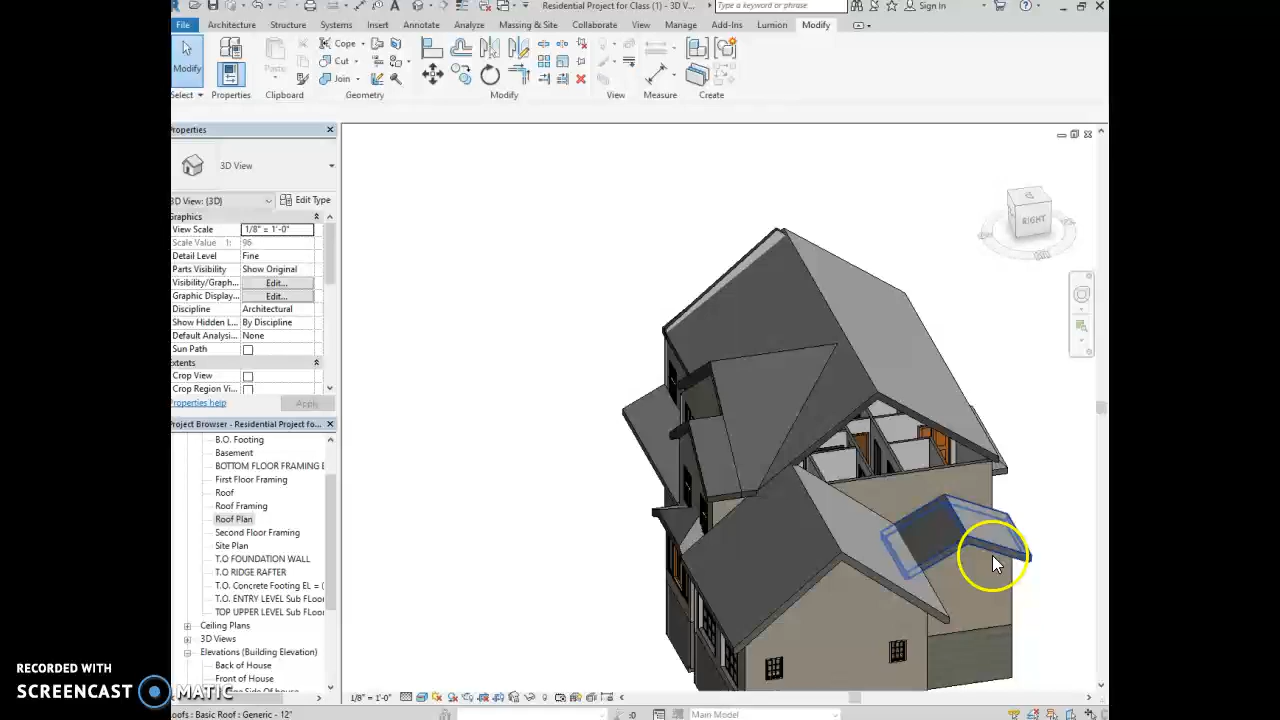 Residential Project for Class (1) - 3D V...
Type a keyword or phrase
Sign In
File Architecture Structure Systems Insert Annotate Analyze Massing & Site Collaborate View Manage Add-Ins Lumion Modify
Modify
Paste
Cope
Cut
Join
Select Properties Clipboard Geometry Modify View Measure Create
Properties
3D View
3D View: {3D} Edit Type
Graphics
View Scale 1/8" = 1'-0"
Scale Value 1: 96
Detail Level Fine
Parts Visibility Show Original
Visibility/Graph... Edit...
Graphic Display... Edit...
Discipline Architectural
Show Hidden L... By Discipline
Default Analysi... None
Sun Path
Extents
Crop View
Crop Region Vi...
Properties help Apply
Project Browser - Residential Project fo...
B.O. Footing
Basement
BOTTOM FLOOR FRAMING E
First Floor Framing
Roof
Roof Framing
Roof Plan
Second Floor Framing
Site Plan
T.O FOUNDATION WALL
T.O RIDGE RAFTER
T.O. Concrete Footing EL = (
T.O. ENTRY LEVEL Sub FLoor
TOP UPPER LEVEL SUB FLoor
Ceiling Plans
3D Views
Elevations (Building Elevation)
Back of House
Front of House
RIGHT
1/8" = 1'-0"
Roofs : Basic Roof : Generic - 12"
:0
Main Model
RECORDED WITH
SCREENCAST MATIC